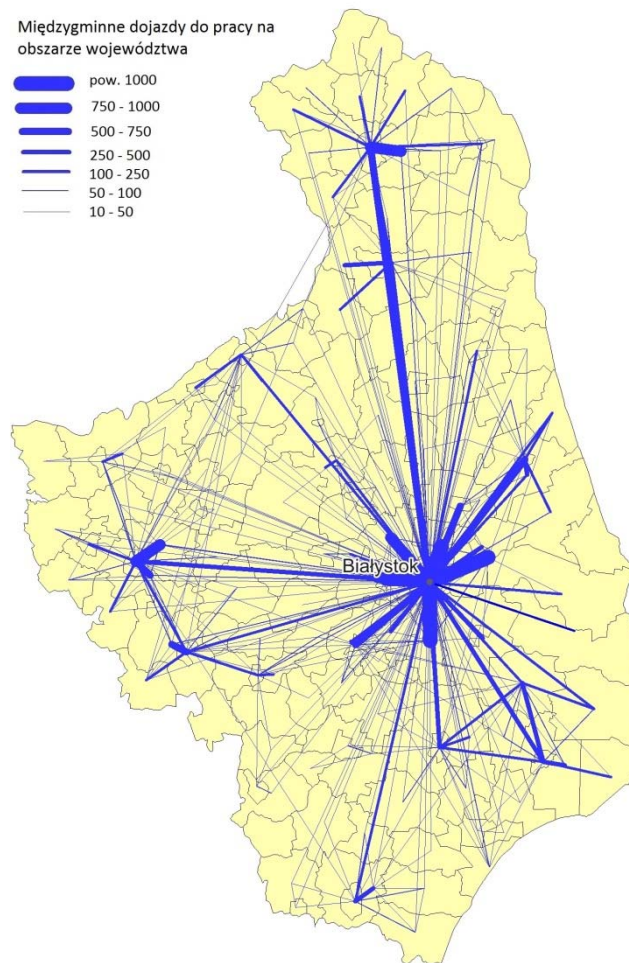 Międzygminne dojazdy do pracy na
obszarze województwa
pow. 1000
750 - 1000
500 - 750
250 - 500
100 - 250
50 - 100
10 - 50
Białystok